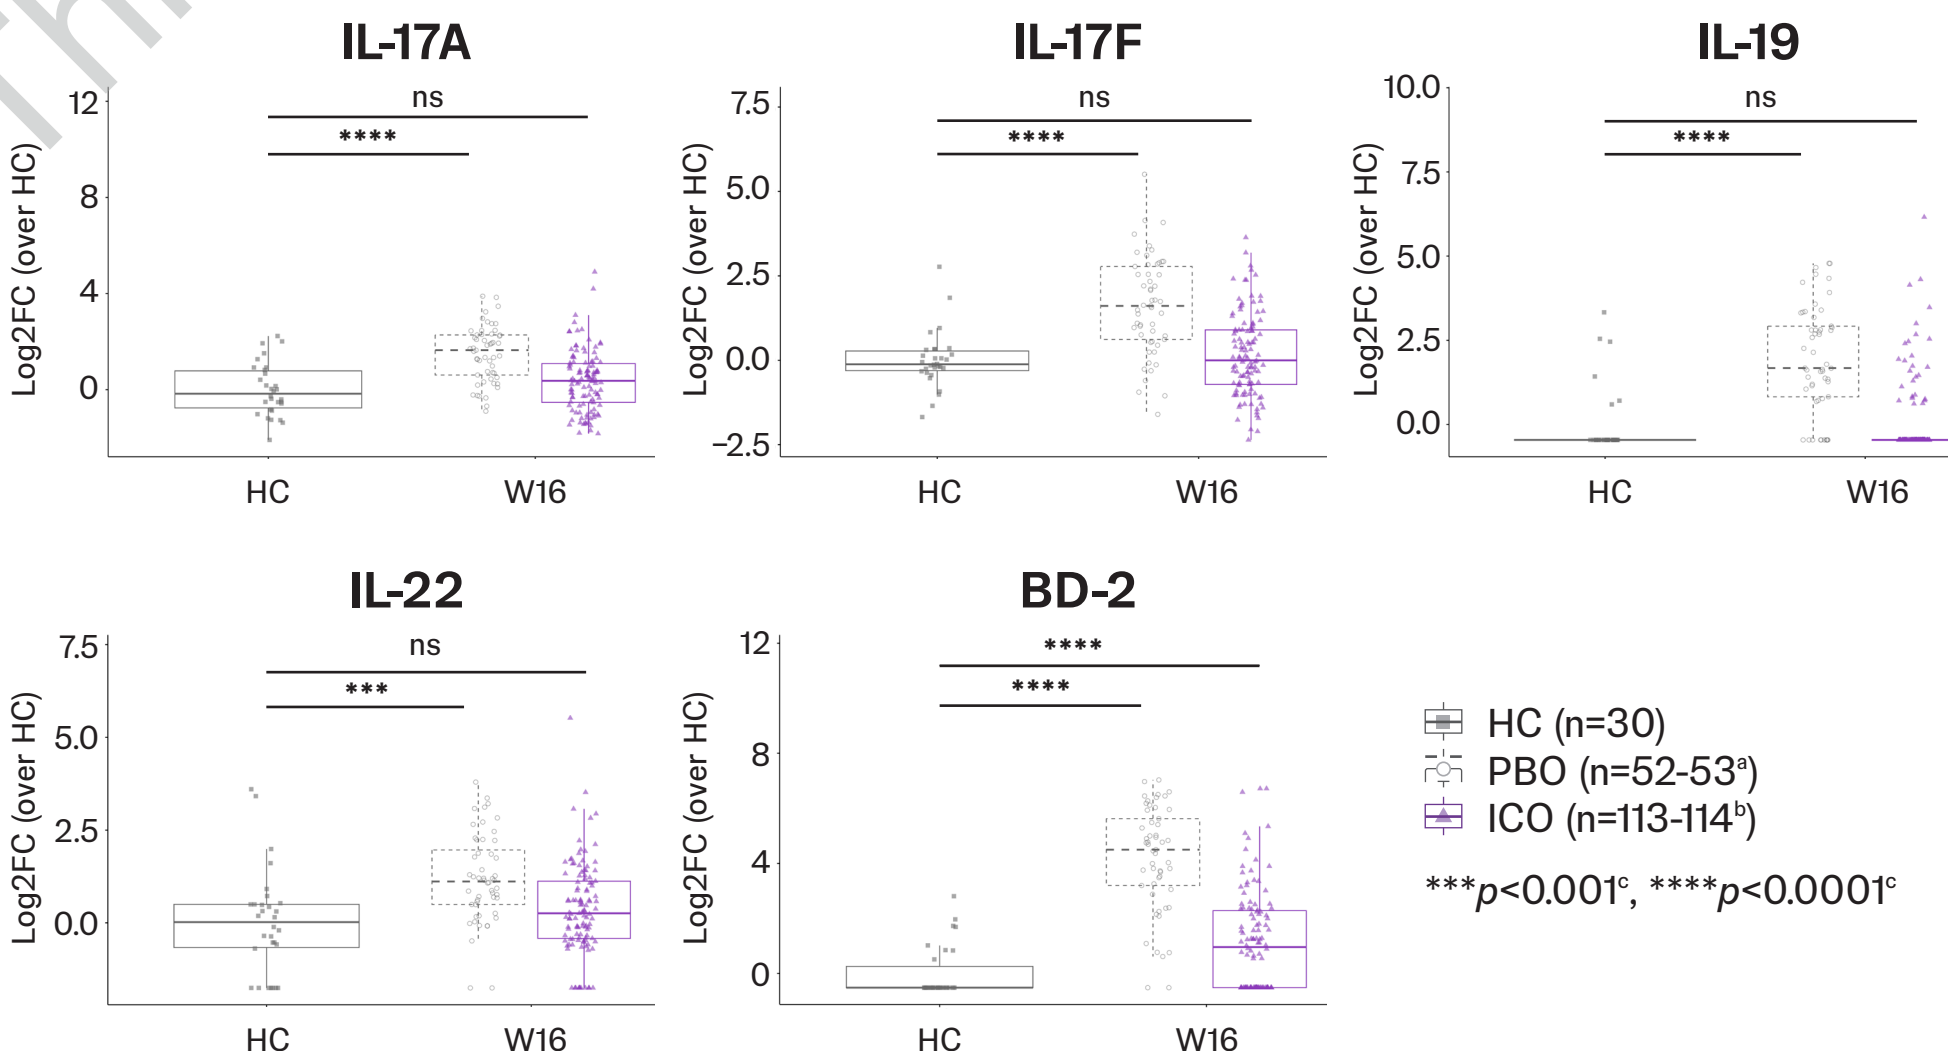 Thi
IL-17A
IL-17F
IL-19
Log2FC (over HC)
12
8
4
0
ns
****
HC
W16
Log2FC (over HC)
7.5
5.0
2.5
0.0
−2.5
ns
****
HC
W16
Log2FC (over HC)
10.0
7.5
5.0
2.5
0.0
ns
****
HC
W16
IL-22
BD-2
Log2FC (over HC)
7.5
5.0
2.5
0.0
ns
***
HC
W16
Log2FC (over HC)
12
8
4
0
****
****
HC
W16
HC (n=30)
PBO (n=52-53ᵃ)
ICO (n=113-114ᵇ)
***p<0.001ᶜ, ****p<0.0001ᶜ